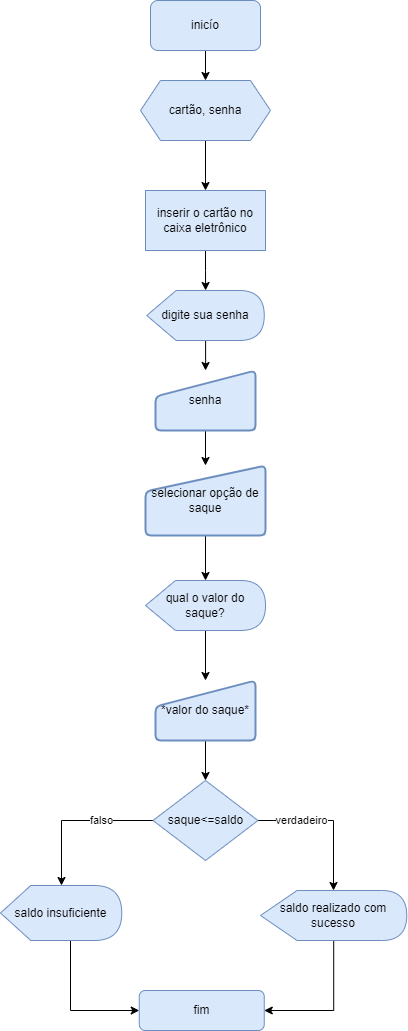 inicío
cartão, senha
inserir o cartão no
caixa eletrônico
digite sua senha
senha
selecionar opção de
saque
qual o valor do
saque?
*valor do saque*
saque<=saldo
falso
verdadeiro
saldo insuficiente
saldo realizado com
sucesso
fim